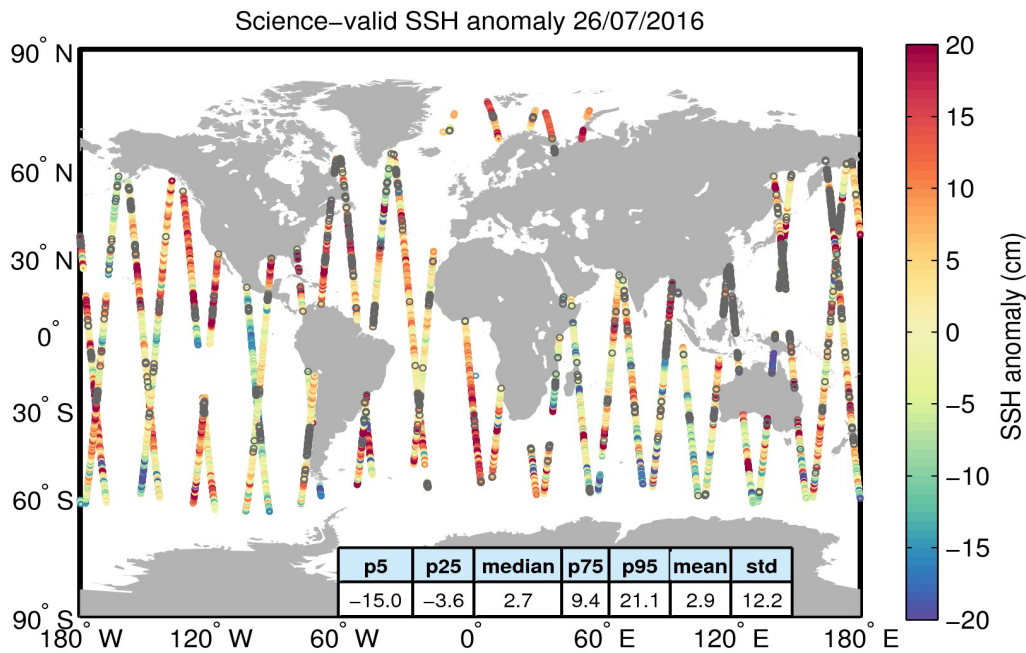 Science−valid SSH anomaly 26/07/2016
90° N
60° N
30° N
0°
30° S
60° S
90° S
180° W
120° W
60° W
0°
60° E
120° E
180° E
p5 p25 median p75 p95 mean std
−15.0 −3.6 2.7 9.4 21.1 2.9 12.2
20
15
10
5
0
−5
−10
−15
−20
SSH anomaly (cm)